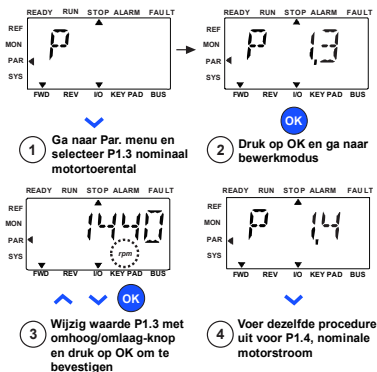 READY RUN STOP ALARM FAULT
REF
MON
PAR
SYS
P
FWD REV I/O KEYPAD BUS
1 Ga naar Par. menu en
selecteer P1.3 nominaal
motortoerental
READY RUN STOP ALARM FAULT
REF
MON
PAR
SYS
P 1,3
FWD REV I/O KEYPAD BUS
OK
2 Druk op OK en ga naar
bewerkmodus
READY RUN STOP ALARM FAULT
REF
MON
PAR
SYS
1440
rpm
FWD REV I/O KEYPAD BUS
OK
3 Wijzig waarde P1.3 met
omhoog/omlaag-knop
en druk op OK om te
bevestigen
READY RUN STOP ALARM FAULT
REF
MON
PAR
SYS
P 1,4
FWD REV I/O KEYPAD BUS
4 Voer dezelfde procedure
uit voor P1.4, nominale
motorstroom